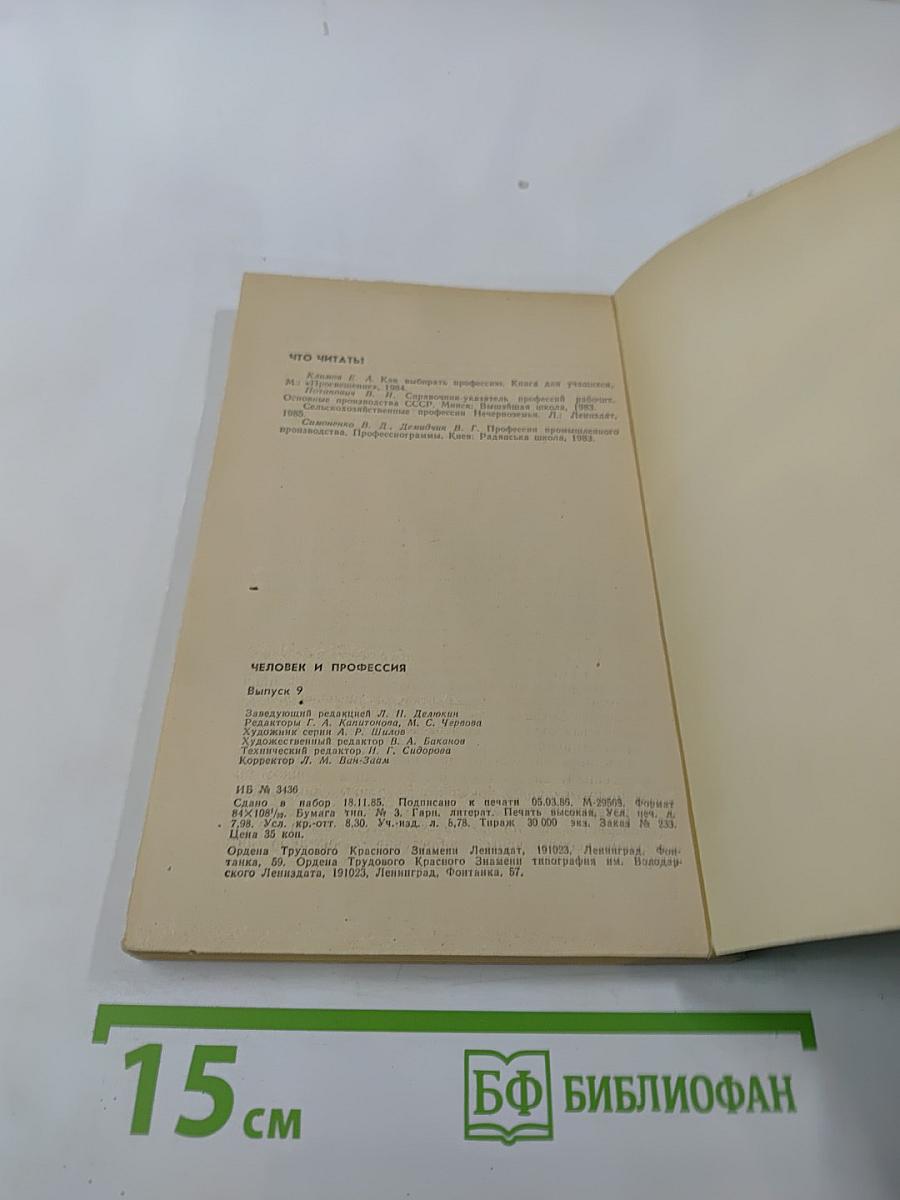 ЧТО ЧИТАТЬ!
Климов Е. А. Как выбирать профессию. Книга для учащихся,
М.: «Просвещение», 1984.
Потапович В. И. Справочник-указатель профессий рабочих.
Основные производства СССР. Минск: Вышэйшая школа, 1983.
Сельскохозяйственные профессии Нечерноземья. Л.: Лениздат,
1985.
Симоненко В. Д., Демидчик В. Г. Профессии промышленного
производства. Профессиограммы. Киев: Радянська школа, 1983.
ЧЕЛОВЕК И ПРОФЕССИЯ
Выпуск 9
Заведующий редакцией Л. П. Делюкин
Редакторы Г. А. Капитонова, М. С. Червова
Художник серии А. Р. Шилов
Художественный редактор В. А. Баканов
Технический редактор И. Г. Сидорова
Корректор Л. М. Ван-Заам
ИБ № 3436
Сдано в набор 18.11.85. Подписано к печати 05.03.86. М-29503. Формат
84×108¹/₃₂. Бумага тип. № 3. Гарн. литерат. Печать высокая. Усл. печ. л.
7,98. Усл. кр.-отт. 8,30. Уч.-изд. л. 8,78. Тираж 30 000 экз. Заказ № 233.
Цена 35 коп.
Ордена Трудового Красного Знамени Лениздат, 191023, Ленинград, Фон-
танка, 59. Ордена Трудового Красного Знамени типография им. Володар-
ского Лениздата, 191023, Ленинград, Фонтанка, 57.
15 см
БФ БИБЛИОФАН